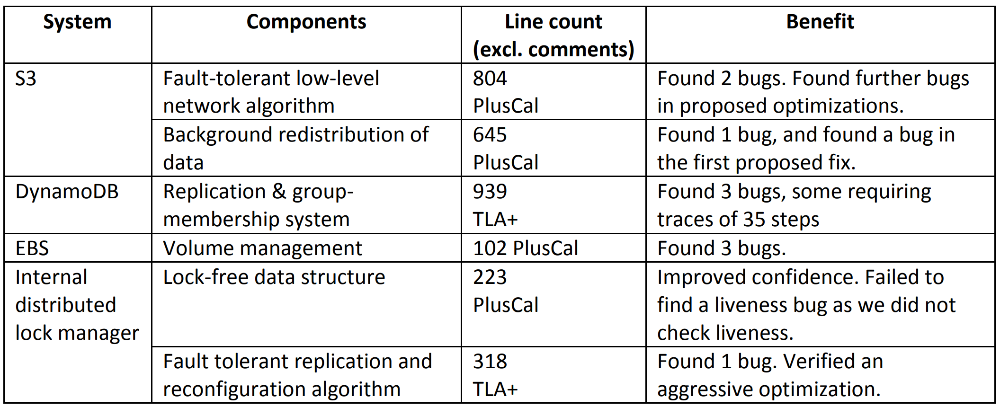 System
Components
Line count
(excl. comments)
Benefit
S3
Fault-tolerant low-level
network algorithm
804
PlusCal
Found 2 bugs. Found further bugs
in proposed optimizations.
Background redistribution of
data
645
PlusCal
Found 1 bug, and found a bug in
the first proposed fix.
DynamoDB
Replication & group-
membership system
939
TLA+
Found 3 bugs, some requiring
traces of 35 steps
EBS
Volume management
102 PlusCal
Found 3 bugs.
Internal
distributed
lock manager
Lock-free data structure
223
PlusCal
Improved confidence. Failed to
find a liveness bug as we did not
check liveness.
Fault tolerant replication and
reconfiguration algorithm
318
TLA+
Found 1 bug. Verified an
aggressive optimization.